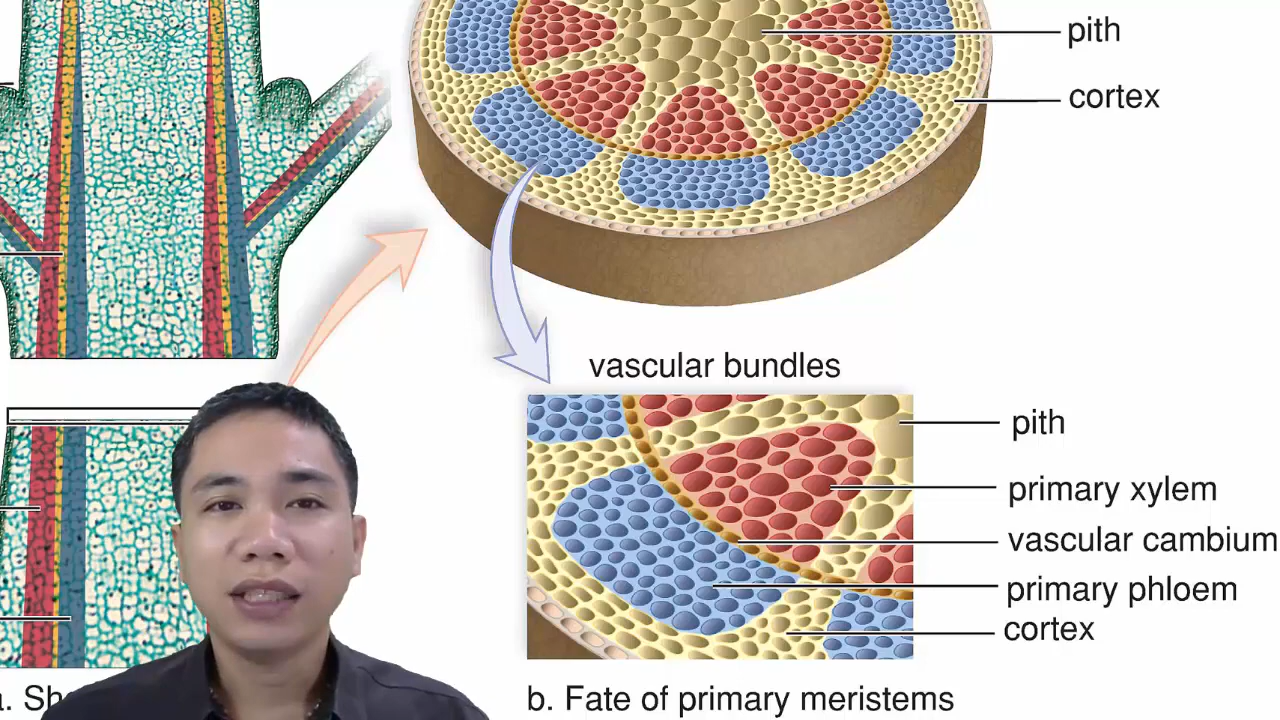 pith
cortex
vascular bundles
pith
primary xylem
vascular cambium
primary phloem
cortex
b. Fate of primary meristems